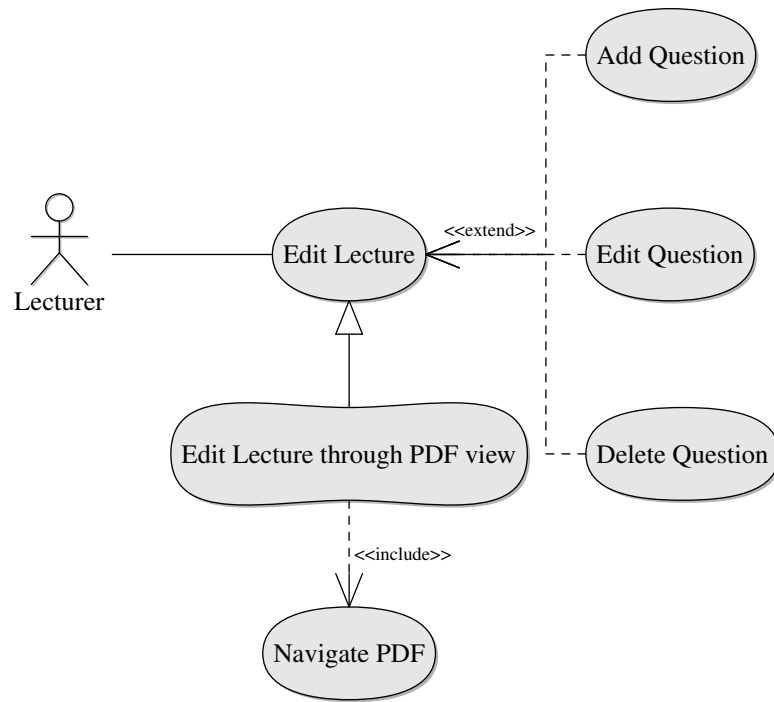 Add Question
<<extend>>
Edit Lecture
Edit Question
Lecturer
Edit Lecture through PDF view
Delete Question
<<include>>
Navigate PDF